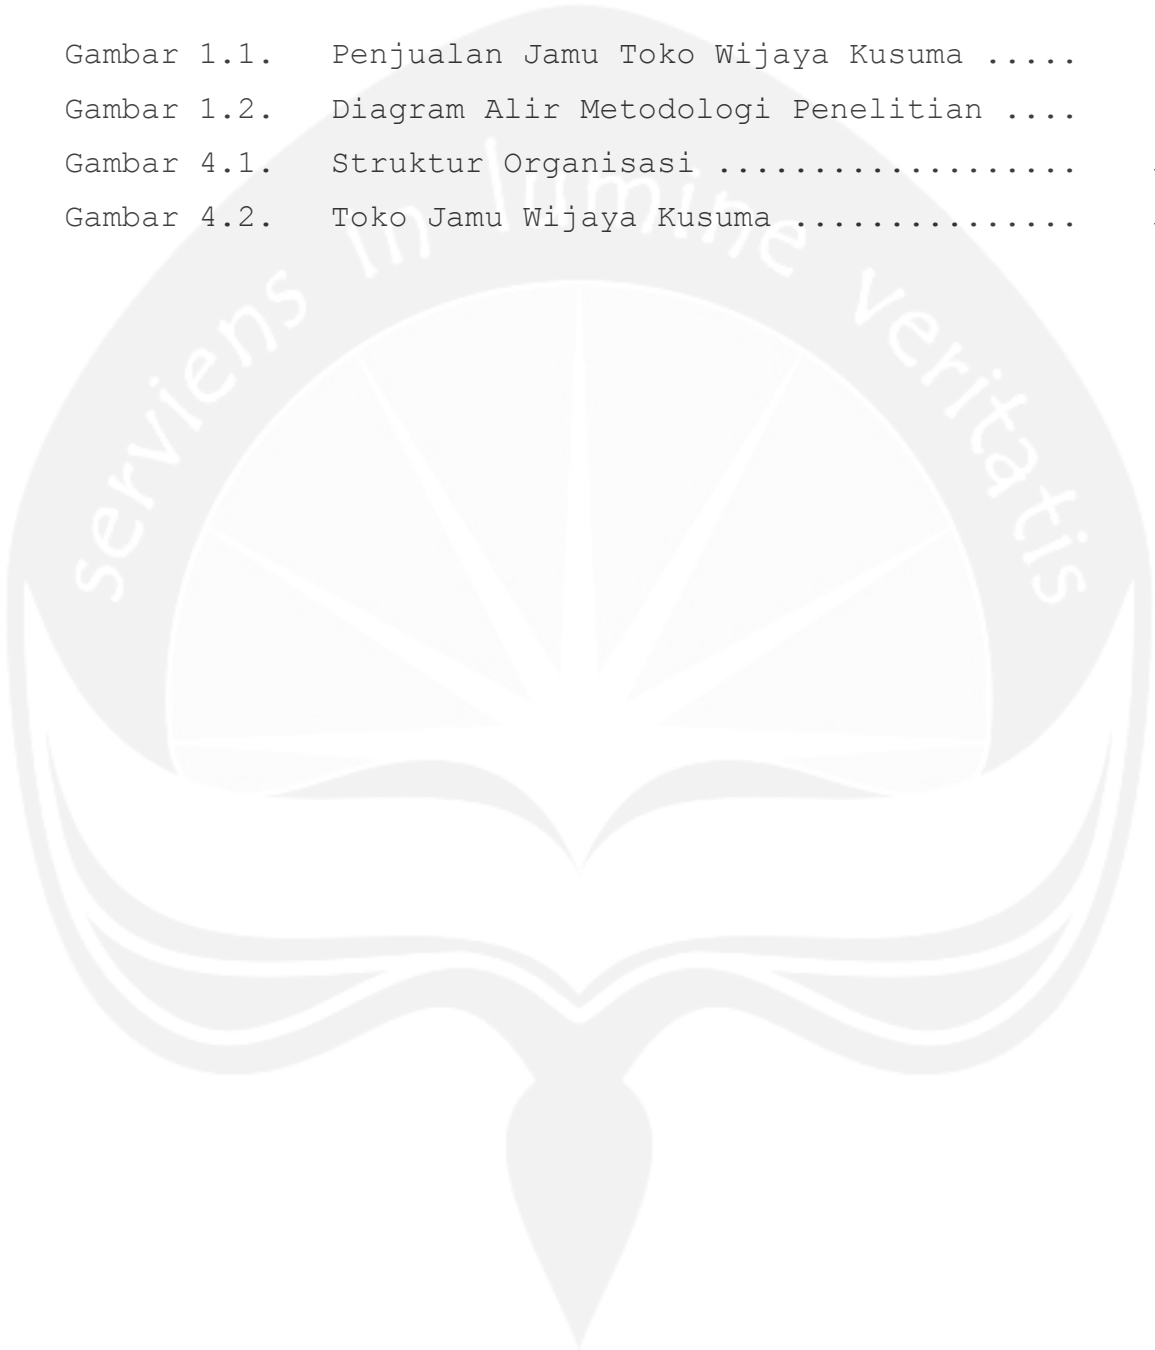 Gambar 1.1. Penjualan Jamu Toko Wijaya Kusuma .....
Gambar 1.2. Diagram Alir Metodologi Penelitian ....
Gambar 4.1. Struktur Organisasi ...................
Gambar 4.2. Toko Jamu Wijaya Kusuma ...............
serviens in lumine veritatis